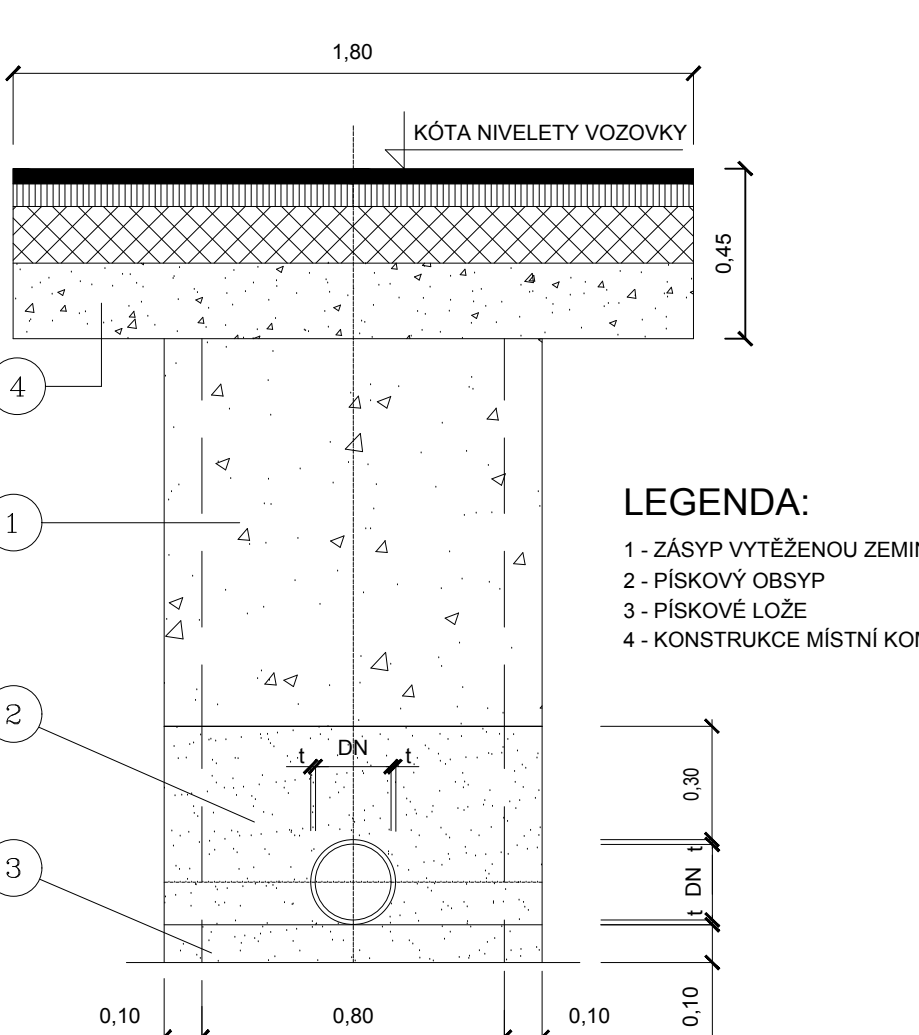 1,80
KÓTA NIVELETY VOZOVKY
0,45
4
1
LEGENDA:
1 - ZÁSYP VYTĚŽENOU
2 - PÍSKOVÝ OBSYP
3 - PÍSKOVÉ LOŽE
4 - KONSTRUKCE MÍSTNÍ
2
t DN t
0,30
3
t DN t
0,10 0,80 0,10
0,10